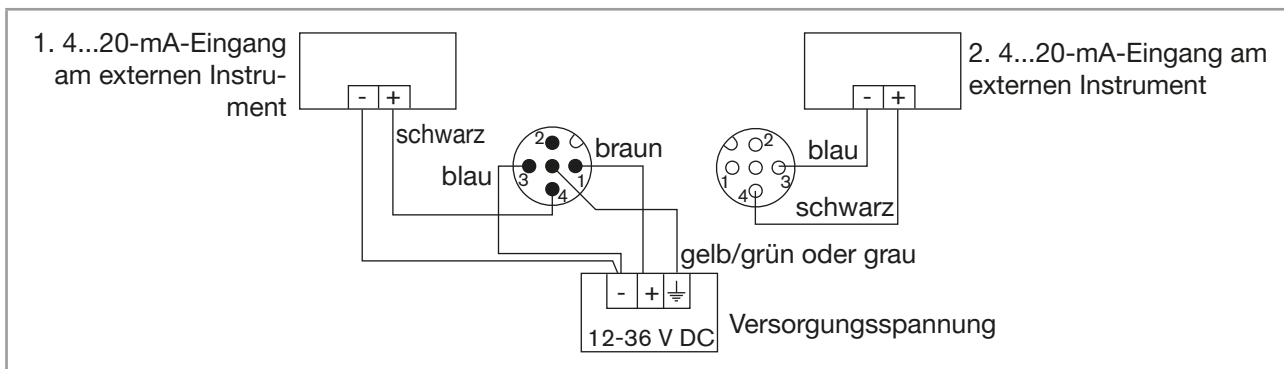 1. 4...20-mA-Eingang
am externen Instru-
ment
- +
schwarz
2
braun
blau
3
1
4
2. 4...20-mA-Eingang am
externen Instrument
- +
2
blau
1
3
4
schwarz
gelb/grün oder grau
- +
12-36 V DC
Versorgungsspannung